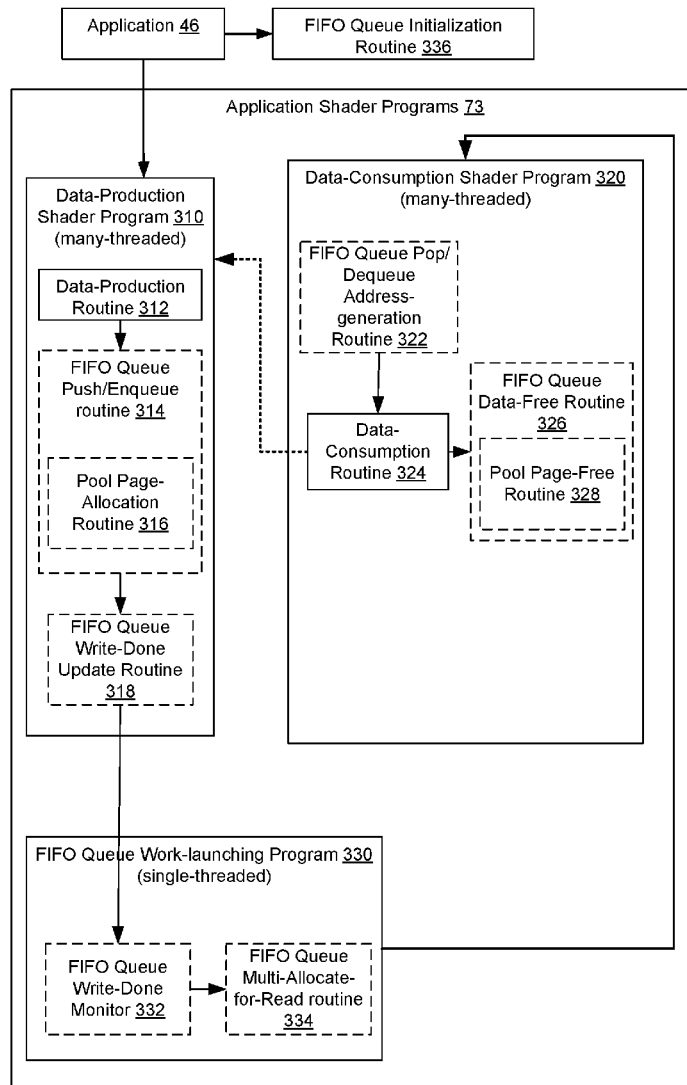 Application 46
FIFO Queue Initialization
Routine 336
Application Shader Programs 73
Data-Production
Shader Program 310
(many-threaded)
Data-Production
Routine 312
FIFO Queue
Push/Enqueue
routine 314
Pool Page-
Allocation
Routine 316
FIFO Queue
Write-Done
Update Routine
318
Data-Consumption Shader Program 320
(many-threaded)
FIFO Queue Pop/
Dequeue
Address-
generation
Routine 322
Data-
Consumption
Routine 324
FIFO Queue
Data-Free Routine
326
Pool Page-Free
Routine 328
FIFO Queue Work-launching Program 330
(single-threaded)
FIFO Queue
Write-Done
Monitor 332
FIFO Queue
Multi-Allocate-
for-Read routine
334